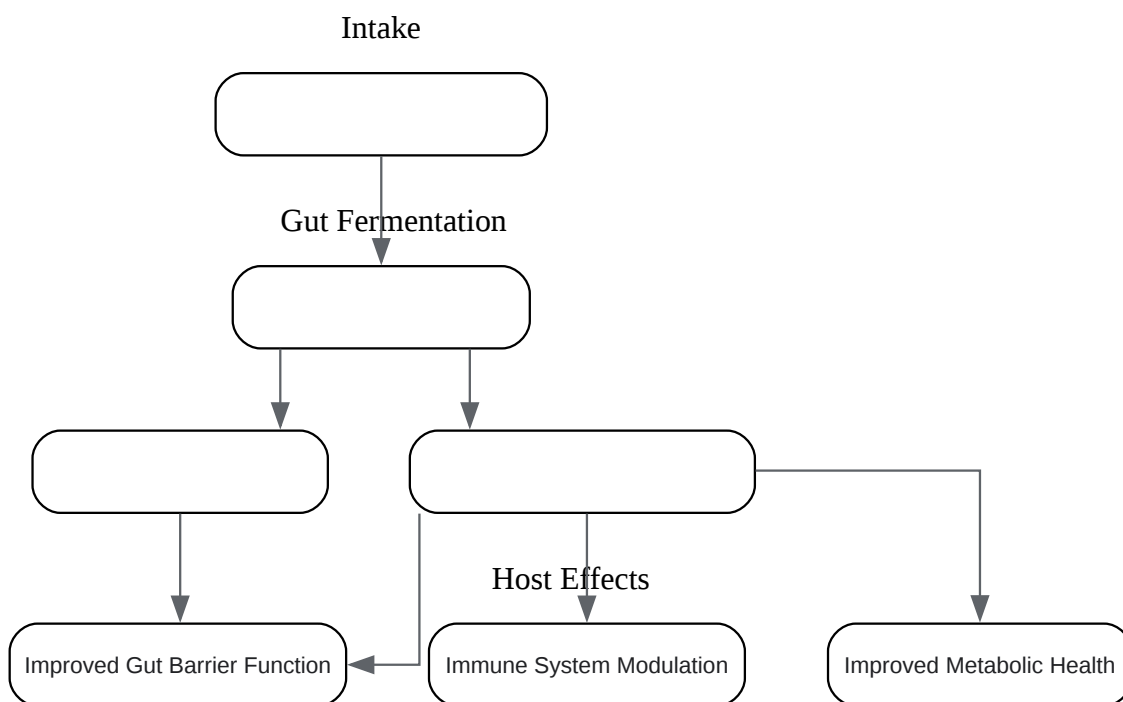 Intake
Gut Fermentation
Host Effects
Improved Gut Barrier Function
Immune System Modulation
Improved Metabolic Health